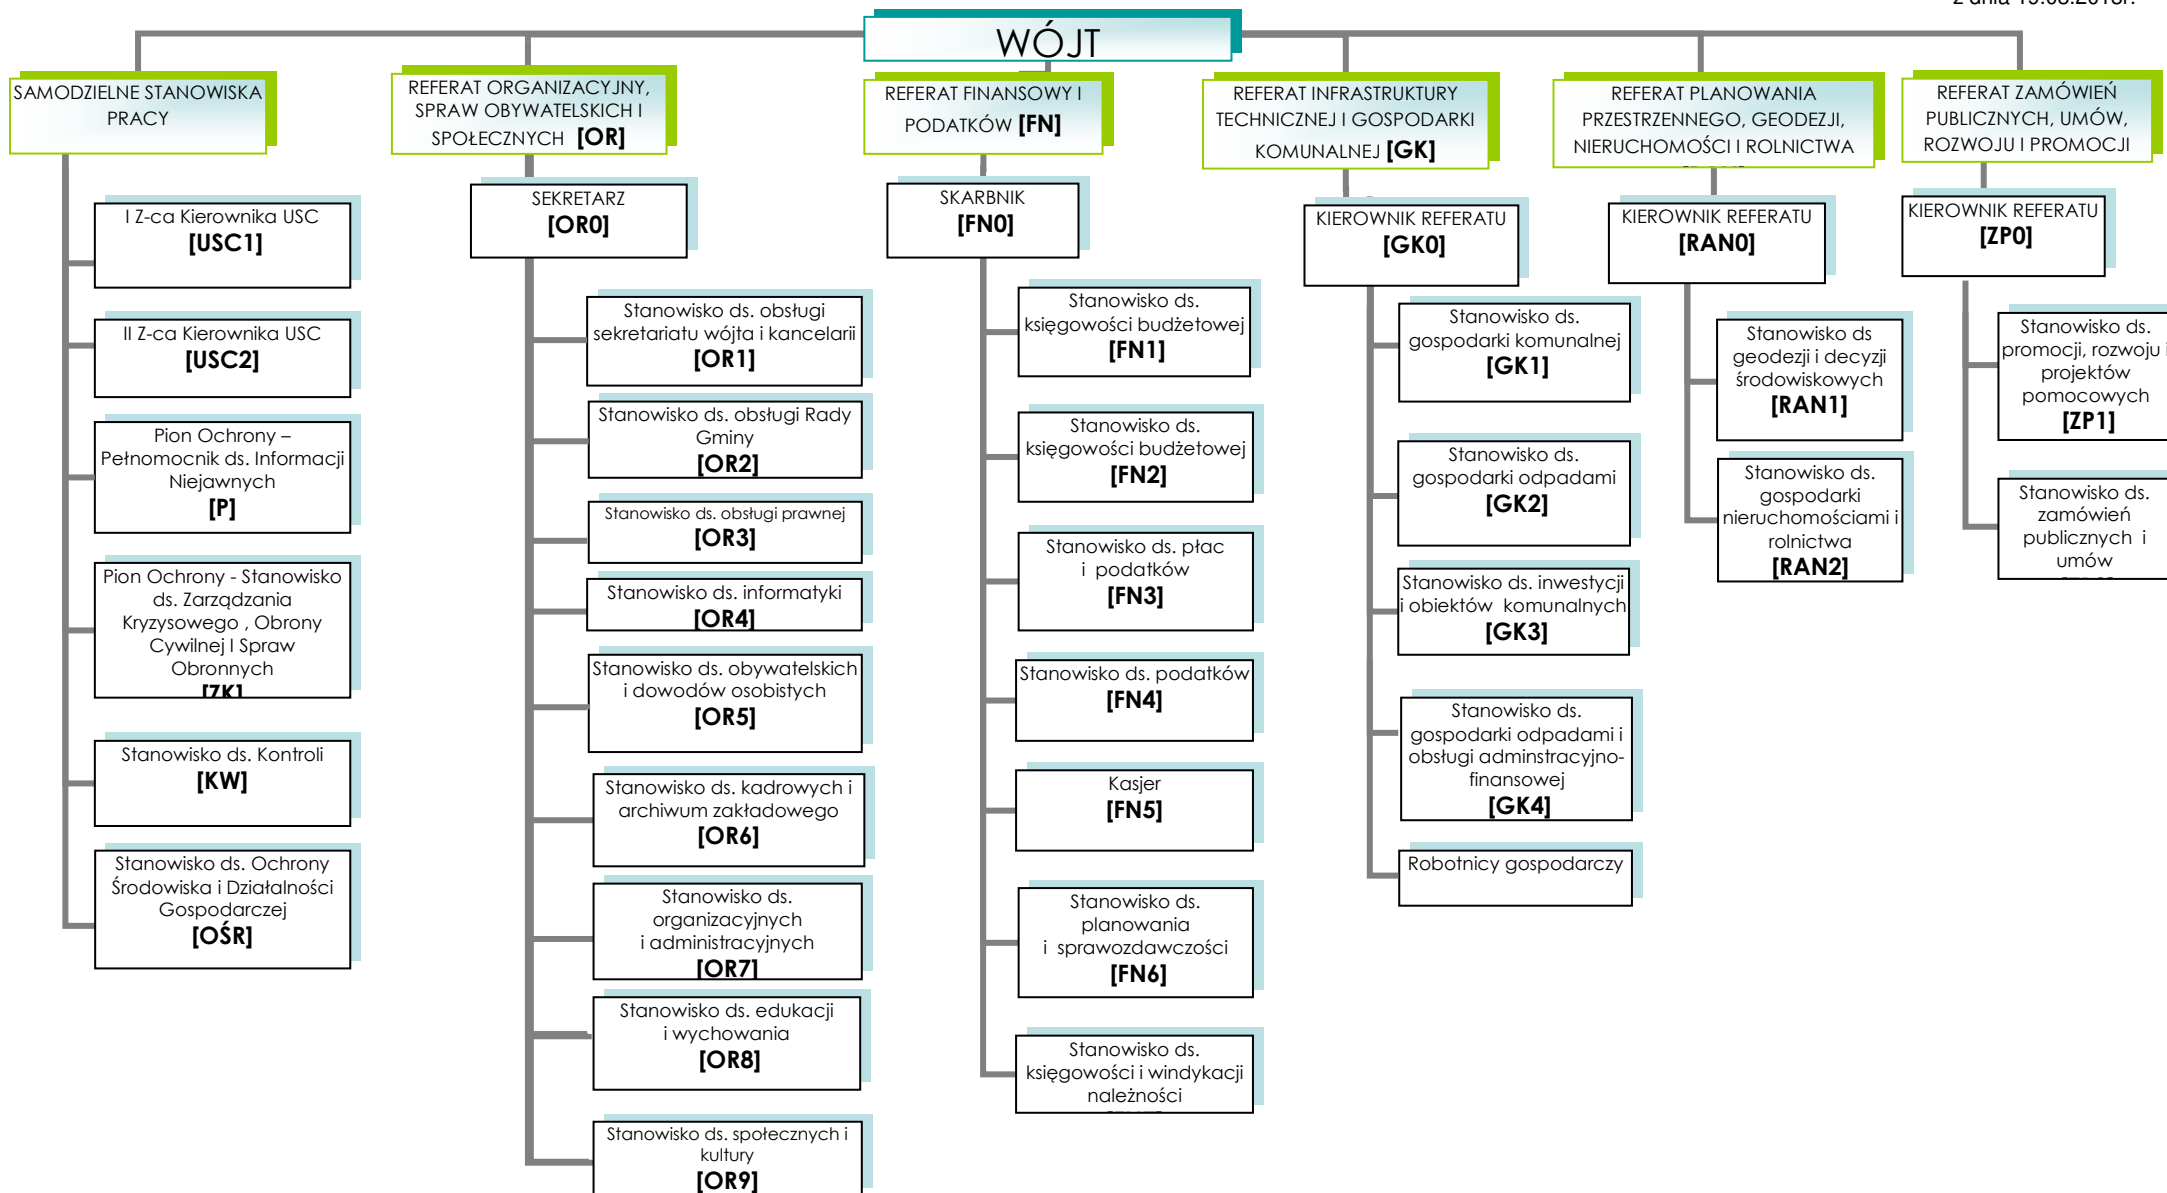 z dnia 19.08.2013r.
WÓJT
SAMODZIELNE STANOWISKA
PRACY
I Z-ca Kierownika USC
[USC1]
II Z-ca Kierownika USC
[USC2]
Pion Ochrony –
Pełnomocnik ds. Informacji
Niejawnych
[P]
Pion Ochrony - Stanowisko
ds. Zarządzania
Kryzysowego , Obrony
Cywilnej I Spraw
Obronnych
[ZK]
Stanowisko ds. Kontroli
[KW]
Stanowisko ds. Ochrony
Środowiska i Działalności
Gospodarczej
[OŚR]
REFERAT ORGANIZACYJNY,
SPRAW OBYWATELSKICH I
SPOŁECZNYCH [OR]
SEKRETARZ
[OR0]
Stanowisko ds. obsługi
sekretariatu wójta i kancelarii
[OR1]
Stanowisko ds. obsługi Rady
Gminy
[OR2]
Stanowisko ds. obsługi prawnej
[OR3]
Stanowisko ds. informatyki
[OR4]
Stanowisko ds. obywatelskich
i dowodów osobistych
[OR5]
Stanowisko ds. kadrowych i
archiwum zakładowego
[OR6]
Stanowisko ds.
organizacyjnych
i administracyjnych
[OR7]
Stanowisko ds. edukacji
i wychowania
[OR8]
Stanowisko ds. społecznych i
kultury
[OR9]
REFERAT FINANSOWY I
PODATKÓW [FN]
SKARBNIK
[FN0]
Stanowisko ds.
księgowości budżetowej
[FN1]
Stanowisko ds.
księgowości budżetowej
[FN2]
Stanowisko ds. płac
i podatków
[FN3]
Stanowisko ds. podatków
[FN4]
Kasjer
[FN5]
Stanowisko ds.
planowania
i sprawozdawczości
[FN6]
Stanowisko ds.
księgowości i windykacji
należności
REFERAT INFRASTRUKTURY
TECHNICZNEJ I GOSPODARKI
KOMUNALNEJ [GK]
KIEROWNIK REFERATU
[GK0]
Stanowisko ds.
gospodarki komunalnej
[GK1]
Stanowisko ds.
gospodarki odpadami
[GK2]
Stanowisko ds. inwestycji
i obiektów komunalnych
[GK3]
Stanowisko ds.
gospodarki odpadami i
obsługi adminstracyjno-
finansowej
[GK4]
Robotnicy gospodarczy
REFERAT PLANOWANIA
PRZESTRZENNEGO, GEODEZJI,
NIERUCHOMOŚCI I ROLNICTWA
KIEROWNIK REFERATU
[RAN0]
Stanowisko ds
geodezji i decyzji
środowiskowych
[RAN1]
Stanowisko ds.
gospodarki
nieruchomościami i
rolnictwa
[RAN2]
REFERAT ZAMÓWIEŃ
PUBLICZNYCH, UMÓW,
ROZWOJU I PROMOCJI
KIEROWNIK REFERATU
[ZP0]
Stanowisko ds.
promocji, rozwoju i
projektów
pomocowych
[ZP1]
Stanowisko ds.
zamówień
publicznych i
umów